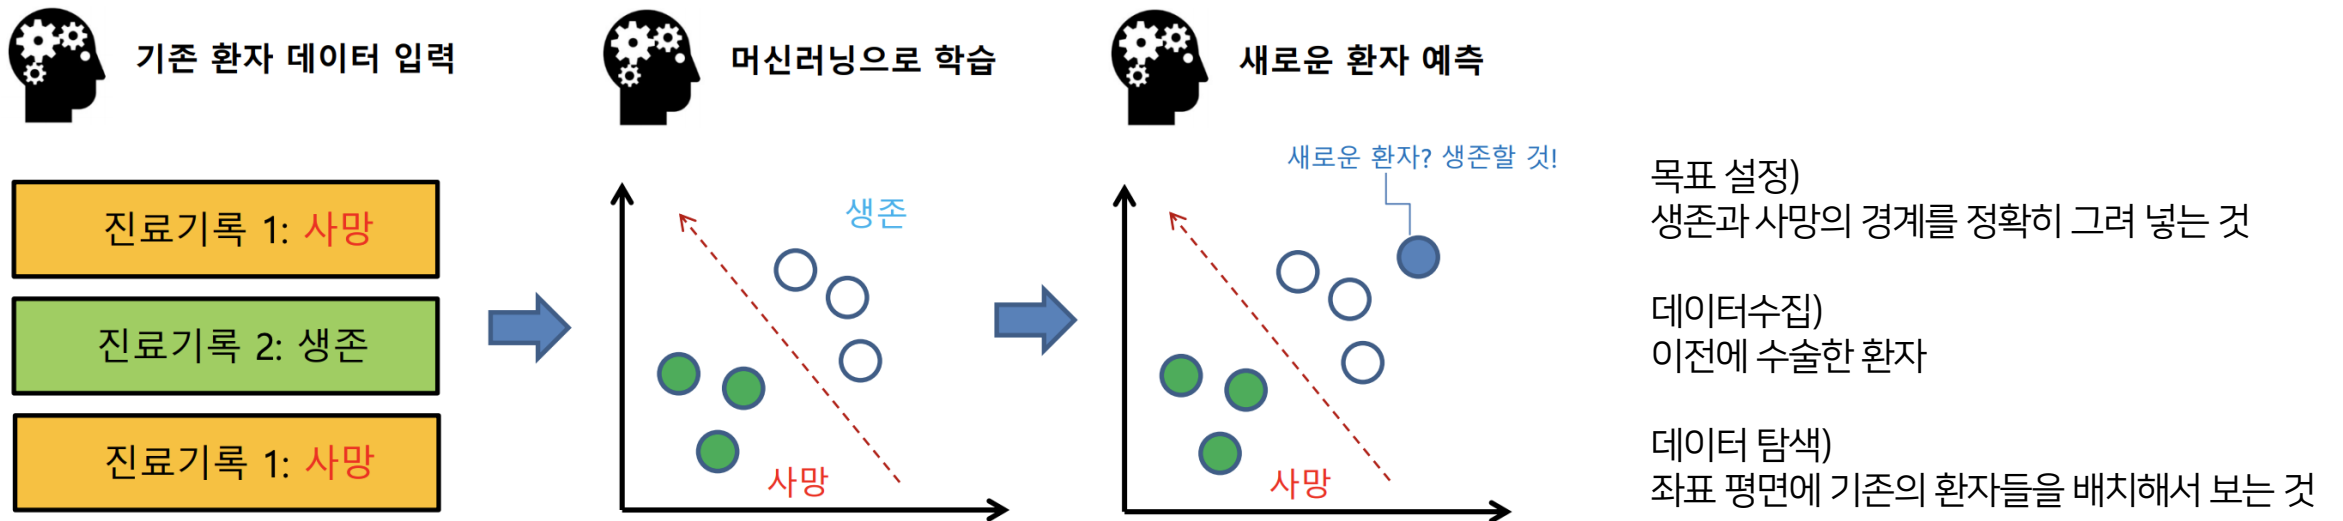 기존 환자 데이터 입력
진료기록 1: 사망
진료기록 2: 생존
진료기록 1: 사망
머신러닝으로 학습
생존
사망
새로운 환자 예측
새로운 환자? 생존할 것!
사망
목표 설정)
생존과 사망의 경계를 정확히 그려 넣는 것
데이터수집)
이전에 수술한 환자
데이터 탐색)
좌표 평면에 기존의 환자들을 배치해서 보는 것